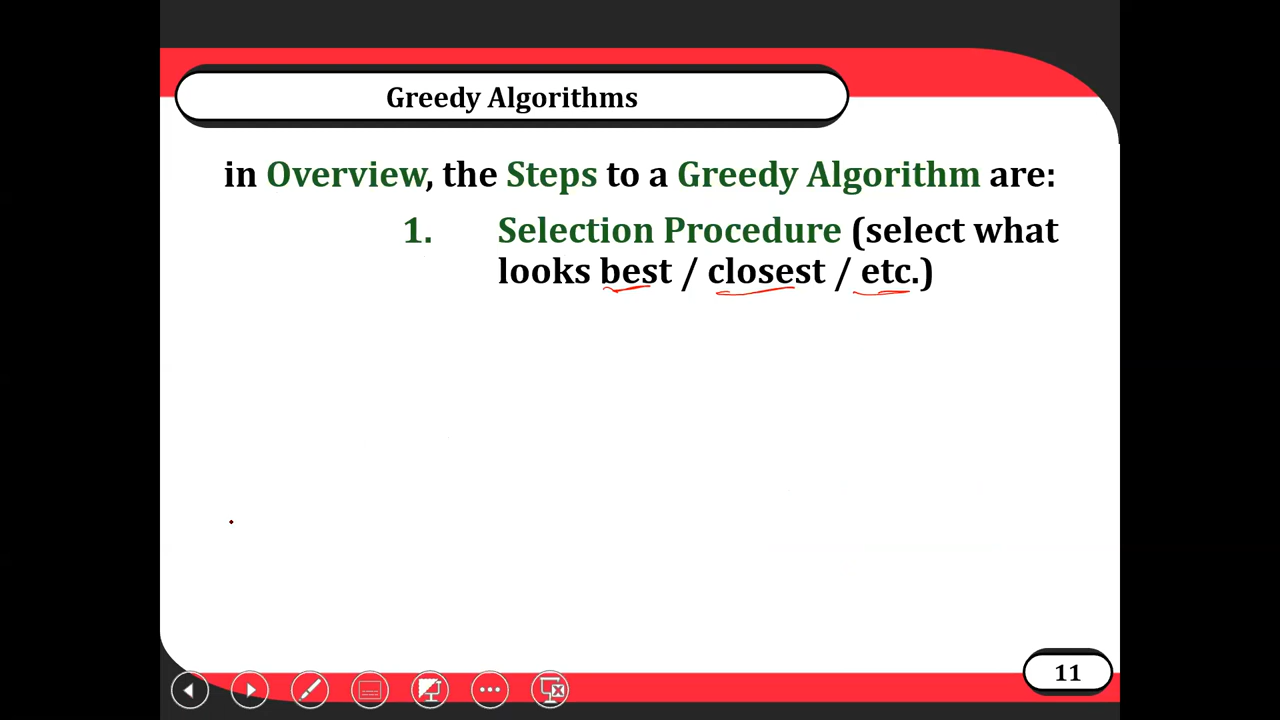 Greedy Algorithms
in Overview, the Steps to a Greedy Algorithm are:
1. Selection Procedure (select what
looks best / closest / etc.)
11